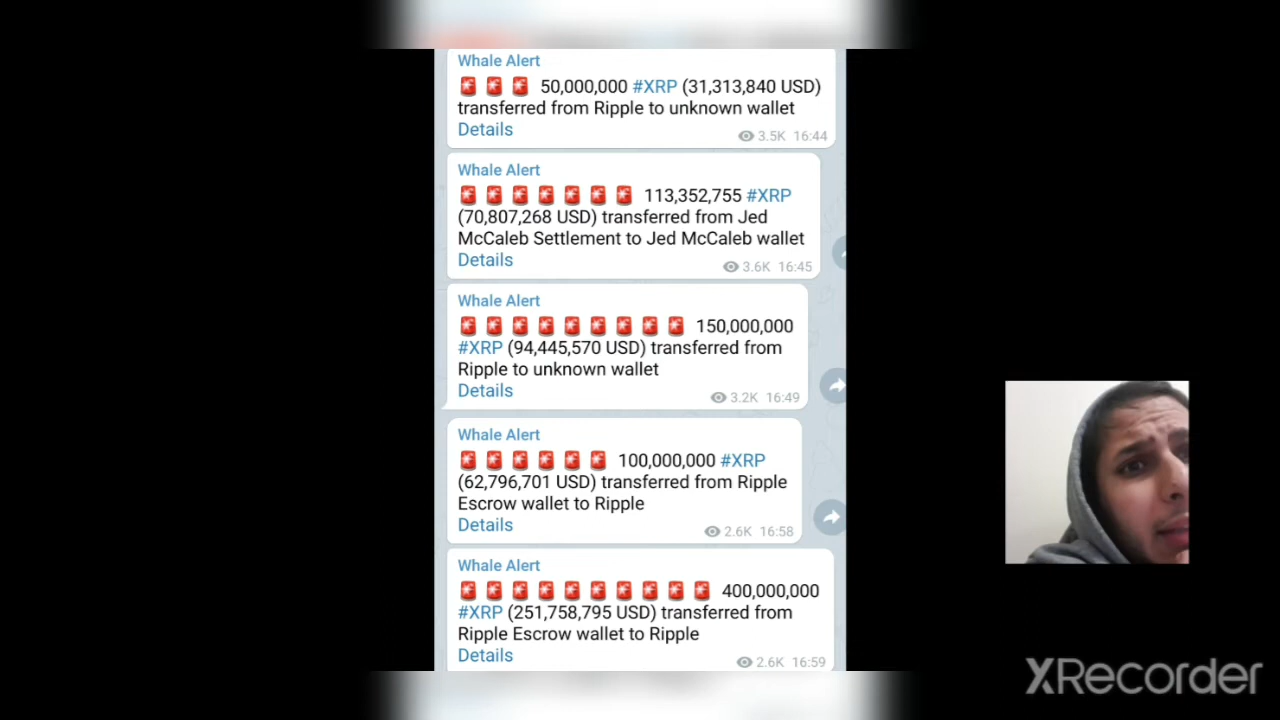 Whale Alert
🚨 🚨 🚨 50,000,000 #XRP (31,313,840 USD)
transferred from Ripple to unknown wallet
Details
3.5K 16:44
Whale Alert
🚨 🚨 🚨 🚨 🚨 🚨 🚨 113,352,755 #XRP
(70,807,268 USD) transferred from Jed
McCaleb Settlement to Jed McCaleb wallet
Details
3.6K 16:45
Whale Alert
🚨 🚨 🚨 🚨 🚨 🚨 🚨 🚨 🚨 150,000,000
#XRP (94,445,570 USD) transferred from
Ripple to unknown wallet
Details
3.2K 16:49
Whale Alert
🚨 🚨 🚨 🚨 🚨 🚨 100,000,000 #XRP
(62,796,701 USD) transferred from Ripple
Escrow wallet to Ripple
Details
2.6K 16:58
Whale Alert
🚨 🚨 🚨 🚨 🚨 🚨 🚨 🚨 🚨 🚨 400,000,000
#XRP (251,758,795 USD) transferred from
Ripple Escrow wallet to Ripple
Details
2.6K 16:59
XRecorder